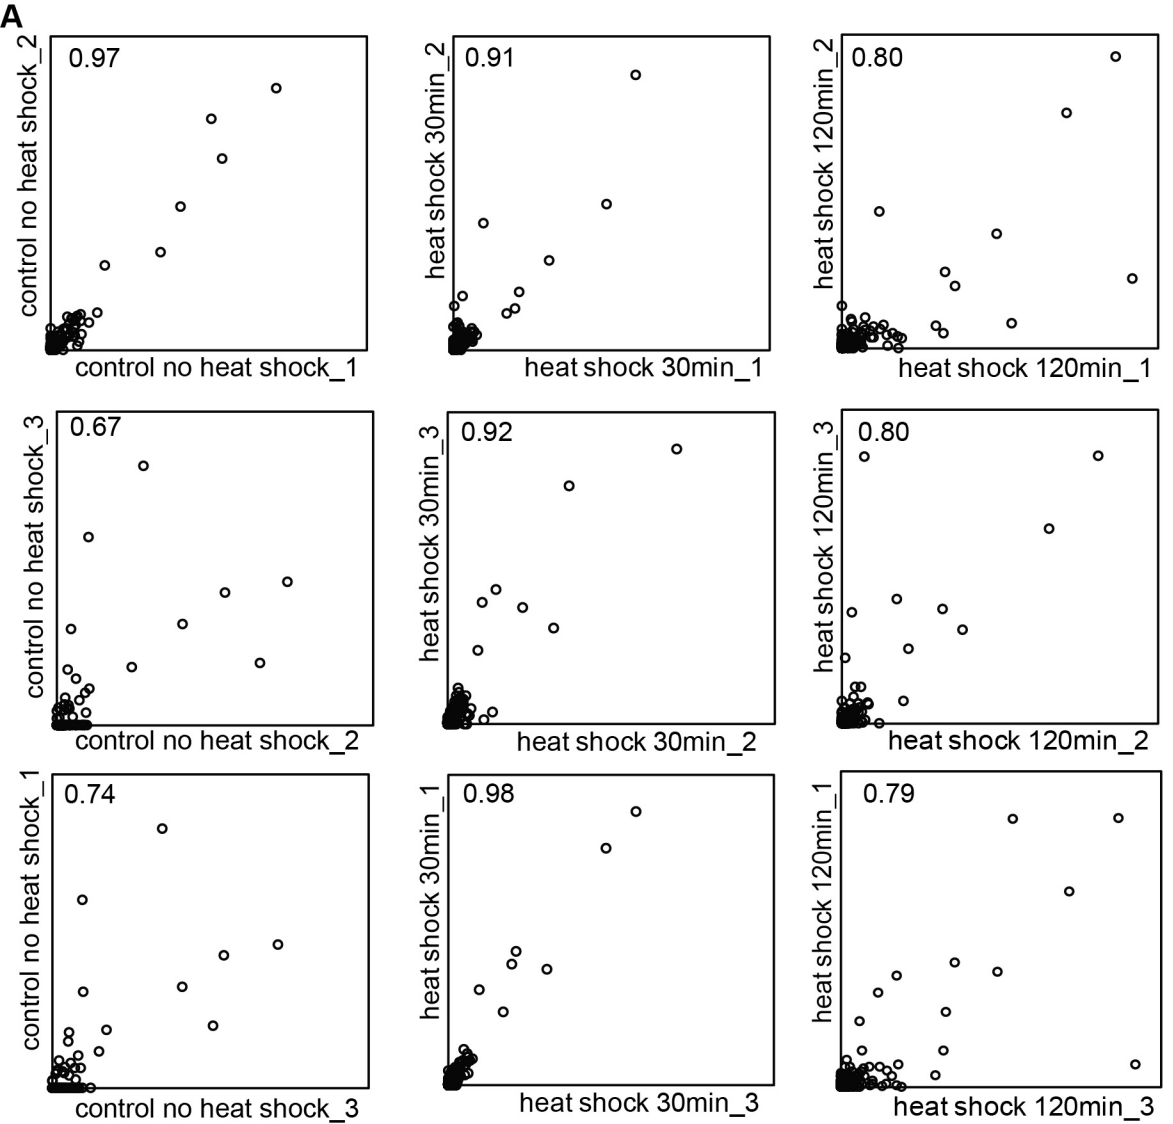 A
control no heat shock_2
0.97
control no heat shock_1
heat shock 30min_2
0.91
heat shock 30min_1
heat shock 120min_2
0.80
heat shock 120min_1
control no heat shock_3
0.67
control no heat shock_2
heat shock 30min_3
0.92
heat shock 30min_2
heat shock 120min_3
0.80
heat shock 120min_2
control no heat shock_1
0.74
control no heat shock_3
heat shock 30min_1
0.98
heat shock 30min_3
heat shock 120min_1
0.79
heat shock 120min_3